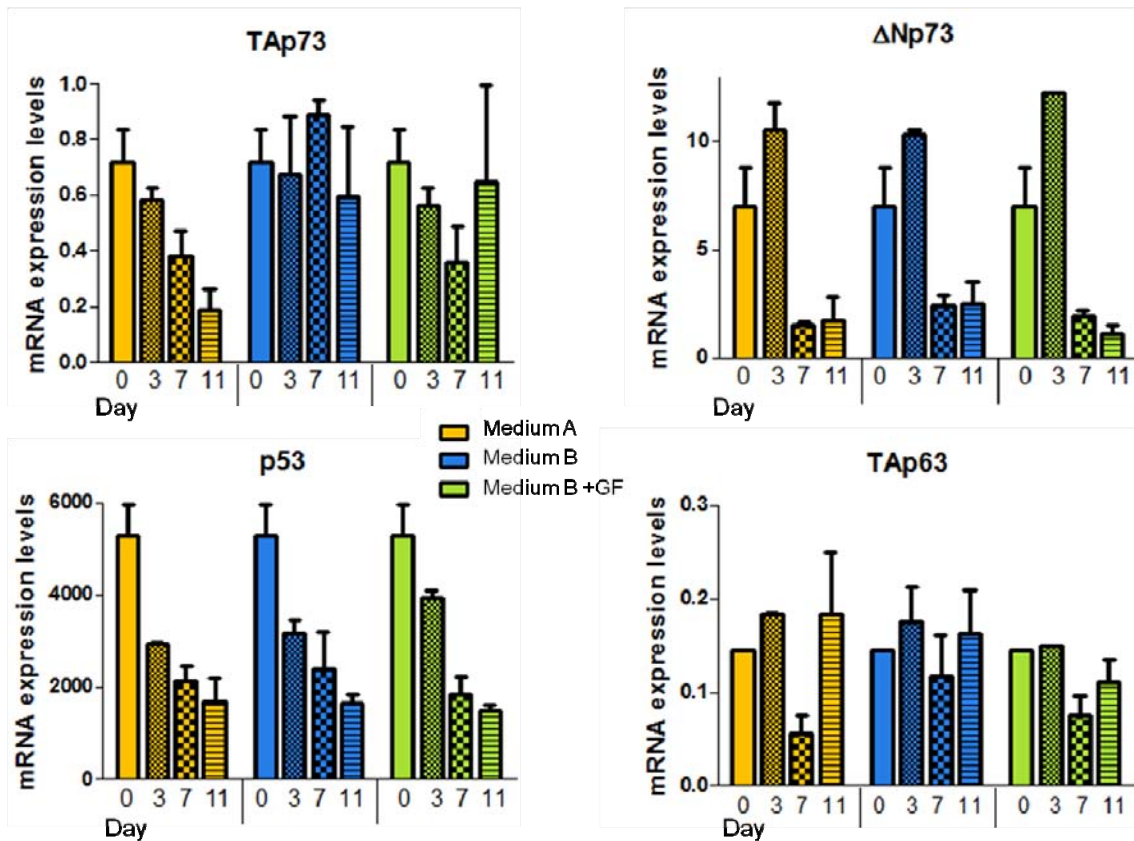 TAp73
mRNA expression levels
1.0
0.8
0.6
0.4
0.2
0.0
0 3 7 11 0 3 7 11 0 3 7 11
Day
ΔNp73
mRNA expression levels
10
5
0
0 3 7 11 0 3 7 11 0 3 7 11
Day
Medium A
Medium B
Medium B +GF
p53
mRNA expression levels
6000
4000
2000
0
0 3 7 11 0 3 7 11 0 3 7 11
Day
TAp63
mRNA expression levels
0.3
0.2
0.1
0.0
0 3 7 11 0 3 7 11 0 3 7 11
Day